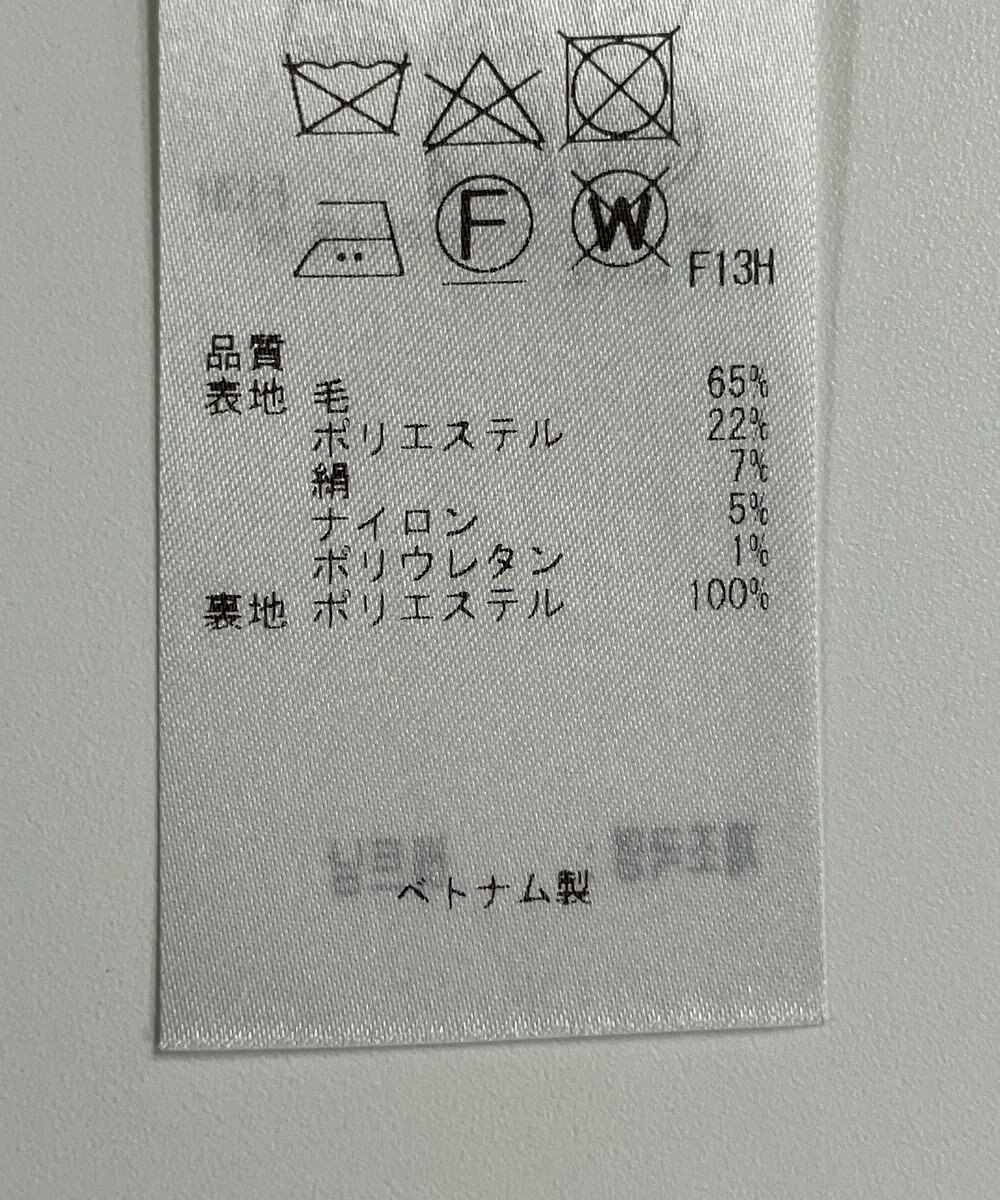 F W F13H
品質
表地 毛 65%
ポリエステル 22%
絹 7%
ナイロン 5%
ポリウレタン 1%
裏地 ポリエステル 100%
ベトナム製